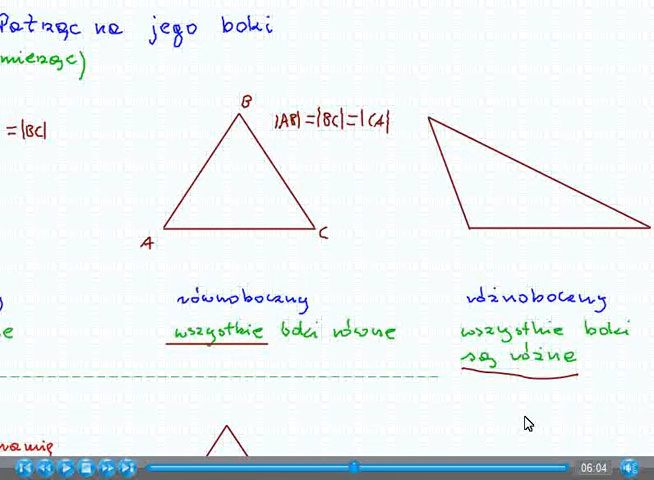 Patrząc na jego boki
mierząc)
B
|AB| = |BC| = |CA|
= |BC|
A
C
równoboczny
różnoboczny
wszystkie boki równe
wszystkie boki
są różne
06:04